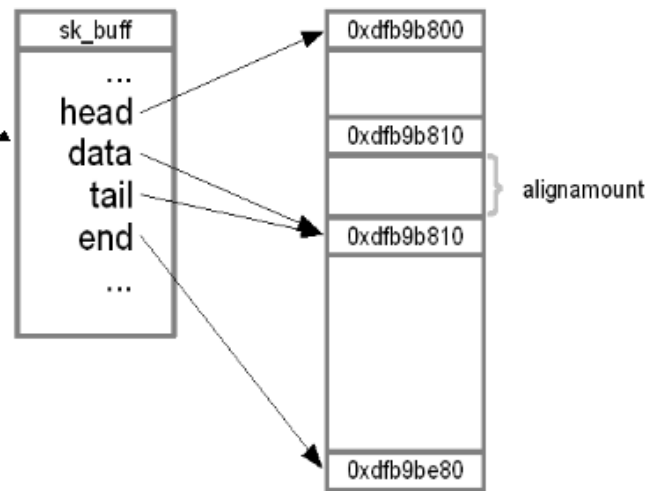 sk_buff
...
head
data
tail
end
...
0xdfb9b800
0xdfb9b810
alignamount
0xdfb9b810
0xdfb9be80